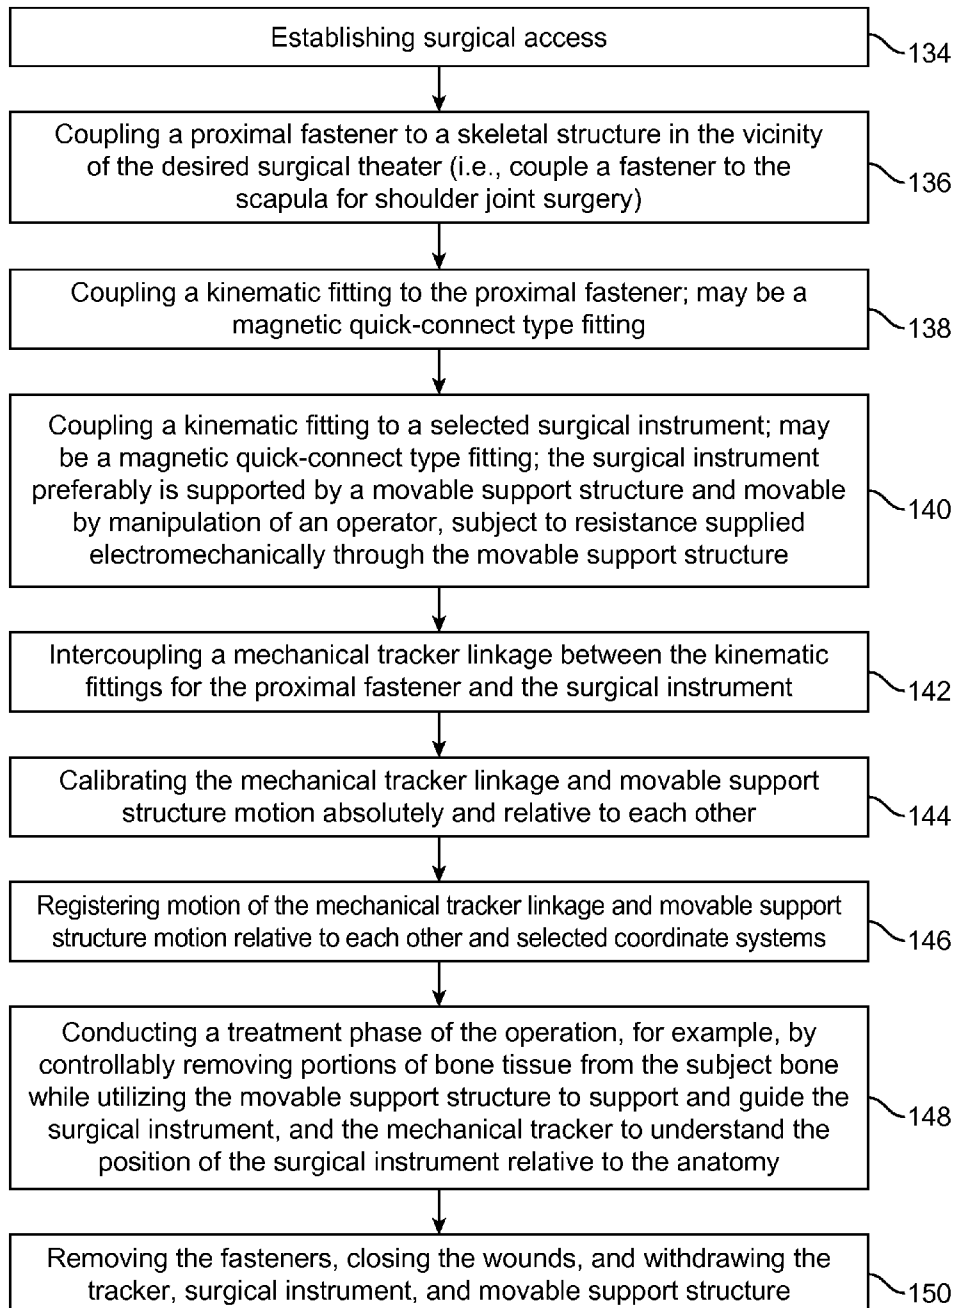 Establishing surgical access
134
Coupling a proximal fastener to a skeletal structure in the vicinity
of the desired surgical theater (i.e., couple a fastener to the
scapula for shoulder joint surgery)
136
Coupling a kinematic fitting to the proximal fastener; may be a
magnetic quick-connect type fitting
138
Coupling a kinematic fitting to a selected surgical instrument; may
be a magnetic quick-connect type fitting; the surgical instrument
preferably is supported by a movable support structure and movable
by manipulation of an operator, subject to resistance supplied
electromechanically through the movable support structure
140
Intercoupling a mechanical tracker linkage between the kinematic
fittings for the proximal fastener and the surgical instrument
142
Calibrating the mechanical tracker linkage and movable support
structure motion absolutely and relative to each other
144
Registering motion of the mechanical tracker linkage and movable support
structure motion relative to each other and selected coordinate systems
146
Conducting a treatment phase of the operation, for example, by
controllably removing portions of bone tissue from the subject bone
while utilizing the movable support structure to support and guide the
surgical instrument, and the mechanical tracker to understand the
position of the surgical instrument relative to the anatomy
148
Removing the fasteners, closing the wounds, and withdrawing the
tracker, surgical instrument, and movable support structure
150